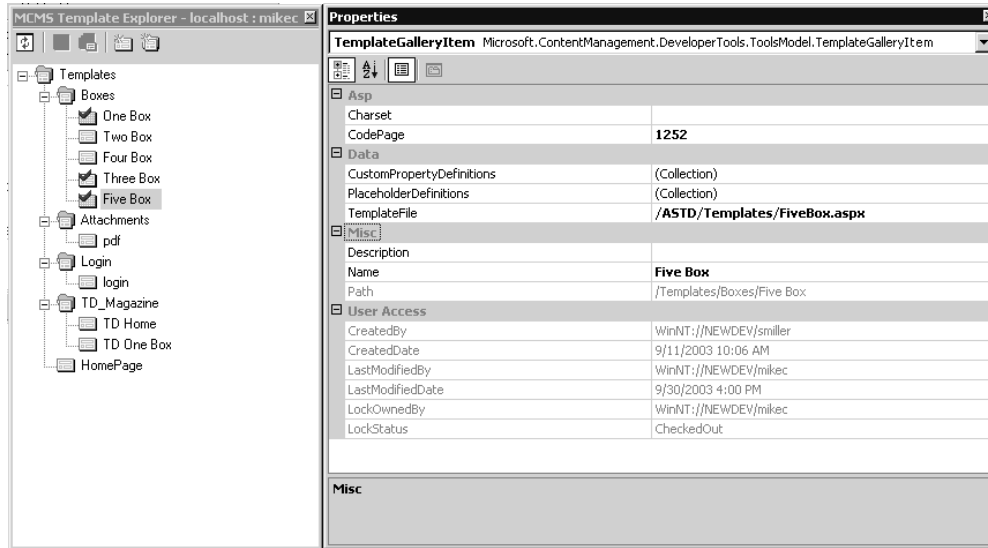 MCMS Template Explorer - localhost : mikec
Templates
Boxes
One Box
Two Box
Four Box
Three Box
Five Box
Attachments
pdf
Login
login
TD_Magazine
TD Home
TD One Box
HomePage
Properties
TemplateGalleryItem Microsoft.ContentManagement.DeveloperTools.ToolsModel.TemplateGalleryItem
Asp
Charset
CodePage 1252
Data
CustomPropertyDefinitions (Collection)
PlaceholderDefinitions (Collection)
TemplateFile /ASTD/Templates/FiveBox.aspx
Misc
Description
Name Five Box
Path /Templates/Boxes/Five Box
User Access
CreatedBy WinNT://NEWDEV/smiller
CreatedDate 9/11/2003 10:06 AM
LastModifiedBy WinNT://NEWDEV/mikec
LastModifiedDate 9/30/2003 4:00 PM
LockOwnedBy WinNT://NEWDEV/mikec
LockStatus CheckedOut
Misc